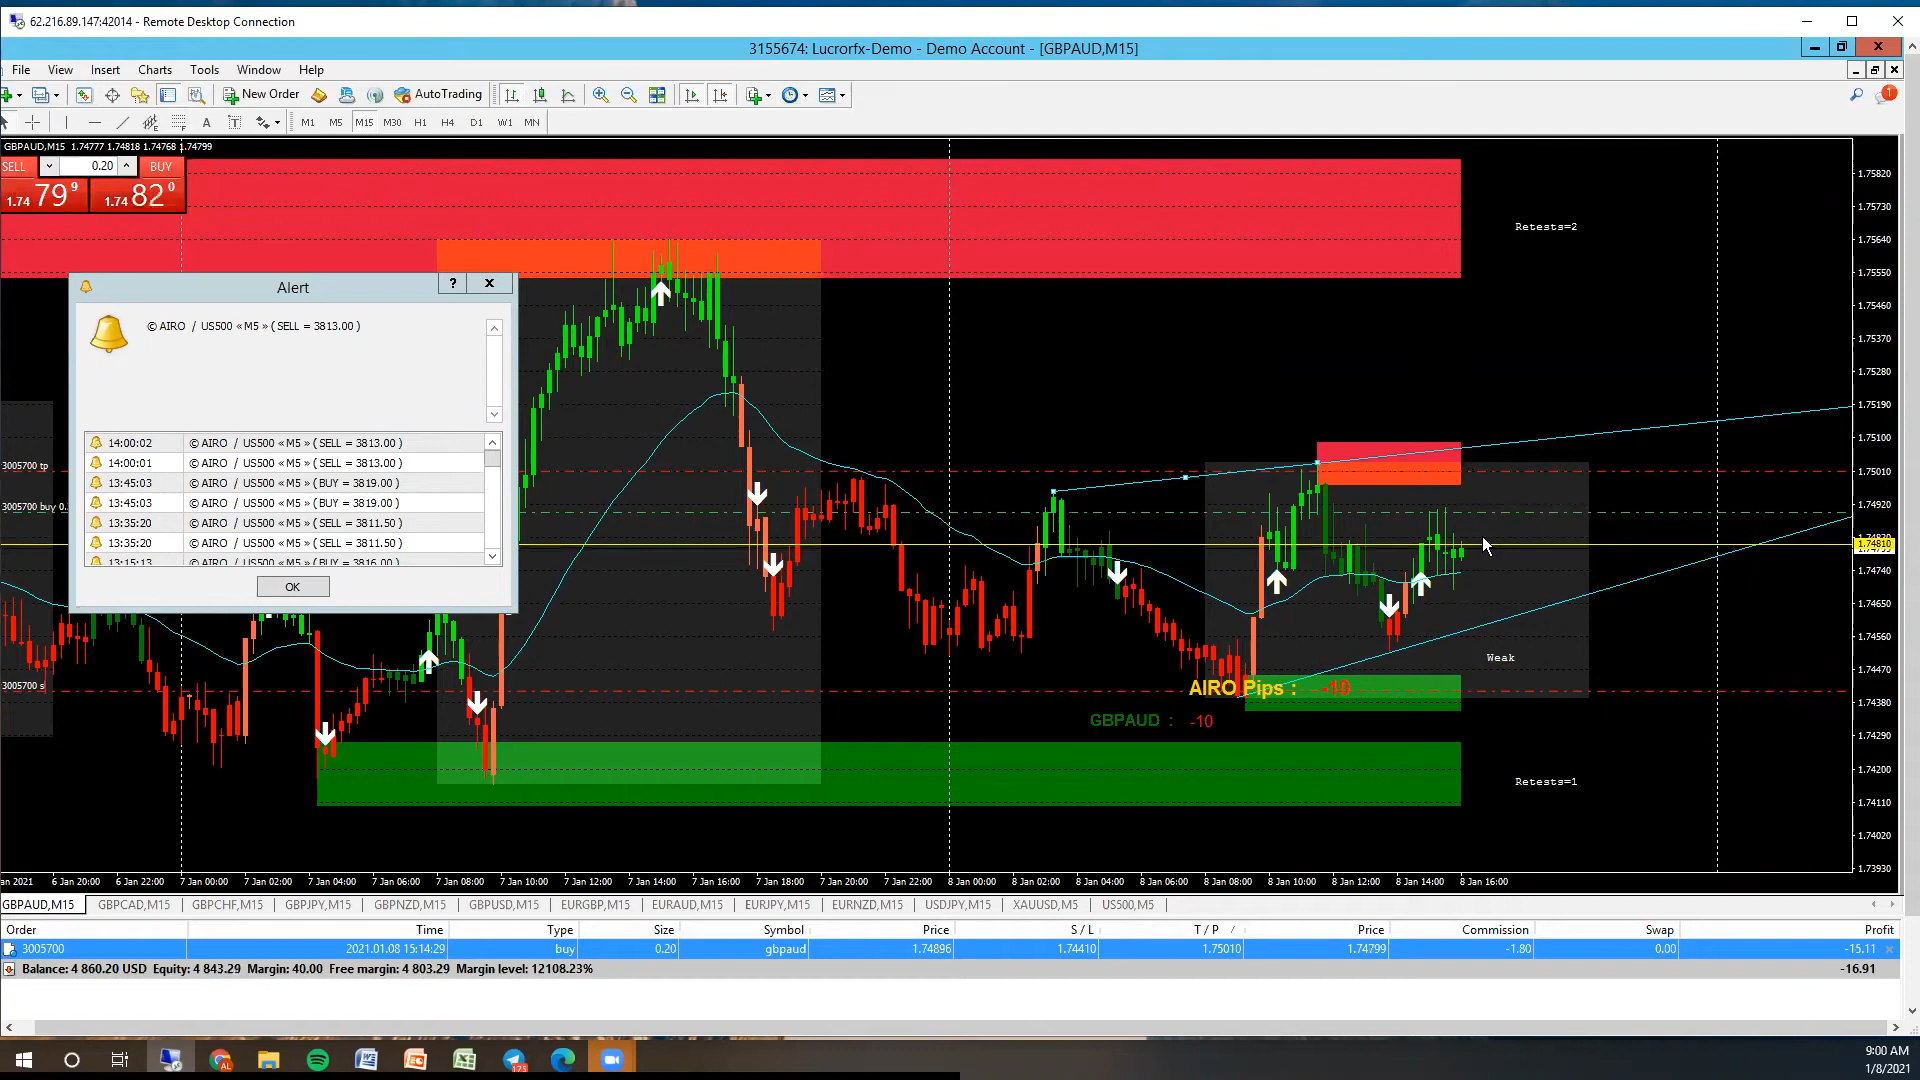 62.216.89.147:42014 - Remote Desktop Connection
3155674: Lucrorfx-Demo - Demo Account - [GBPAUD,M15]
File View Insert Charts Tools Window Help
New Order AutoTrading 1
A T M1 M5 M15 M30 H1 H4 D1 W1 MN
GBPAUD,M15 1.74777 1.74818 1.74768 1.74799
SELL 0.20 BUY
1.74 79 9 1.74 82 0
Retests=2
Alert
?
© AIRO / US500 « M5 » ( SELL = 3813.00 )
14:00:02 © AIRO / US500 « M5 » ( SELL = 3813.00 )
14:00:01 © AIRO / US500 « M5 » ( SELL = 3813.00 )
13:45:03 © AIRO / US500 « M5 » ( BUY = 3819.00 )
13:45:03 © AIRO / US500 « M5 » ( BUY = 3819.00 )
13:35:20 © AIRO / US500 « M5 » ( SELL = 3811.50 )
13:35:20 © AIRO / US500 « M5 » ( SELL = 3811.50 )
13:15:13 © AIRO / US500 « M5 » ( BUY = 3816.00 )
OK
3005700 tp
3005700 buy 0.
3005700 s
Weak
AIRO Pips : -10
GBPAUD : -10
Retests=1
1.75820
1.75730
1.75640
1.75550
1.75460
1.75370
1.75280
1.75190
1.75100
1.75010
1.74920
1.74810
1.74740
1.74650
1.74560
1.74470
1.74380
1.74290
1.74200
1.74110
1.74020
1.73930
an 2021 6 Jan 20:00 6 Jan 22:00 7 Jan 00:00 7 Jan 02:00 7 Jan 04:00 7 Jan 06:00 7 Jan 08:00 7 Jan 10:00 7 Jan 12:00 7 Jan 14:00 7 Jan 16:00 7 Jan 18:00 7 Jan 20:00 7 Jan 22:00 8 Jan 00:00 8 Jan 02:00 8 Jan 04:00 8 Jan 06:00 8 Jan 08:00 8 Jan 10:00 8 Jan 12:00 8 Jan 14:00 8 Jan 16:00
GBPAUD,M15 GBPCAD,M15 GBPCHF,M15 GBPJPY,M15 GBPNZD,M15 GBPUSD,M15 EURGBP,M15 EURAUD,M15 EURJPY,M15 EURNZD,M15 USDJPY,M15 XAUUSD,M15 US500,M5
Order Time Type Size Symbol Price S / L T / P / Price Commission Swap Profit
3005700 2021.01.08 15:14:29 buy 0.20 gbpaud 1.74896 1.74410 1.75010 1.74799 -1.80 0.00 -15.11
Balance: 4 860.20 USD Equity: 4 843.29 Margin: 40.00 Free margin: 4 803.29 Margin level: 12108.23% -16.91
AL 175
9:00 AM
1/8/2021